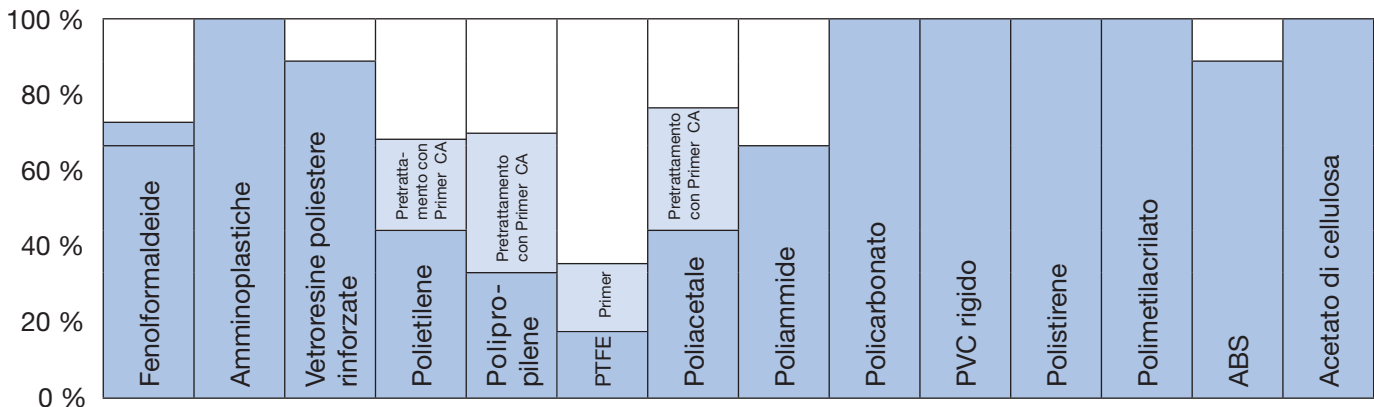 100 %
80 %
60 %
40 %
20 %
0 %
Fenolformaldeide
Amminoplastiche
Vetroresine poliestere
rinforzate
Pretratta-
mento con
Primer CA
Polietilene
Pretrattamento
con Primer CA
Polipro-
pilene
Primer
PTFE
Pretrattamento
con Primer CA
Poliacetale
Poliammide
Policarbonato
PVC rigido
Polistirene
Polimetilacrilato
ABS
Acetato di cellulosa